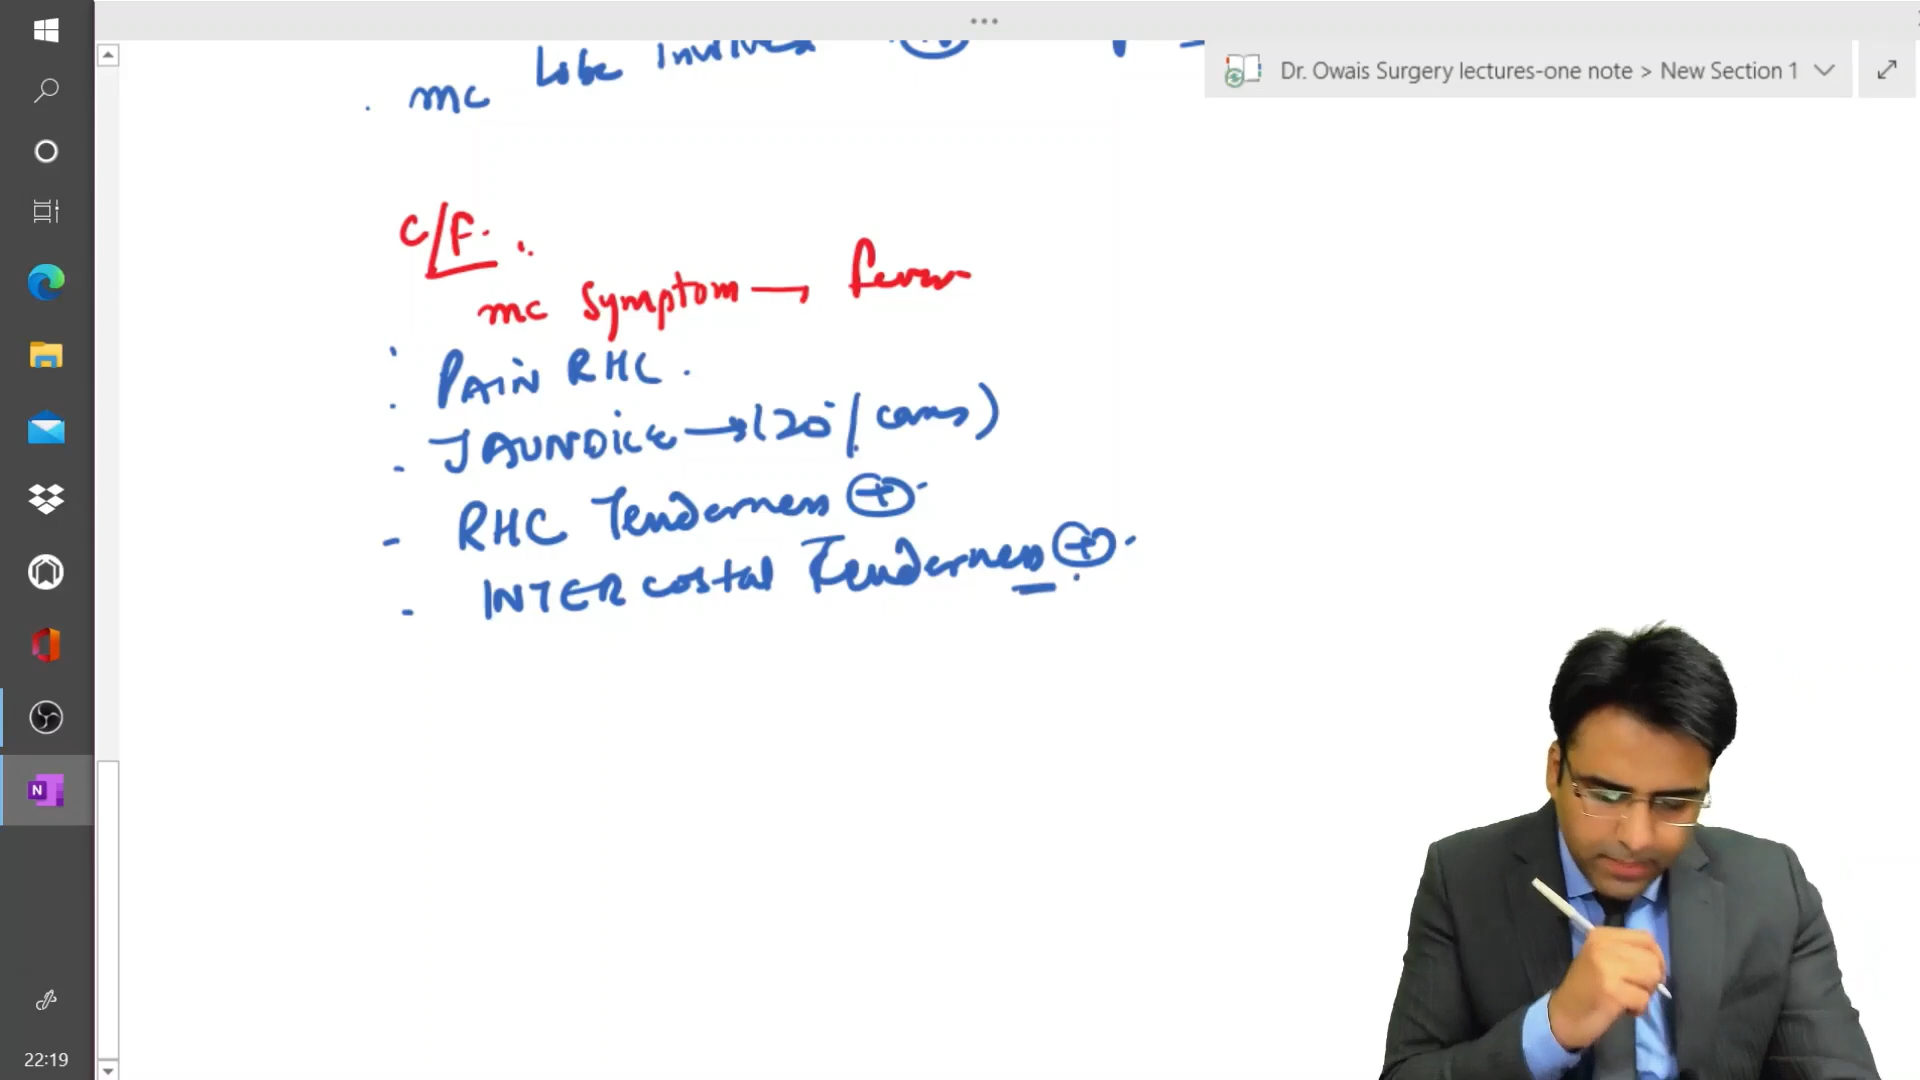 Dr. Owais Surgery lectures-one note > New Section 1
. mc Lobe involved
C/F. :
mc Symptom → fever
PAIN RHC.
. JAUNDICE → (20% cases)
- RHC Tenderness +
- INTERcostal Tenderness +
N
22:19